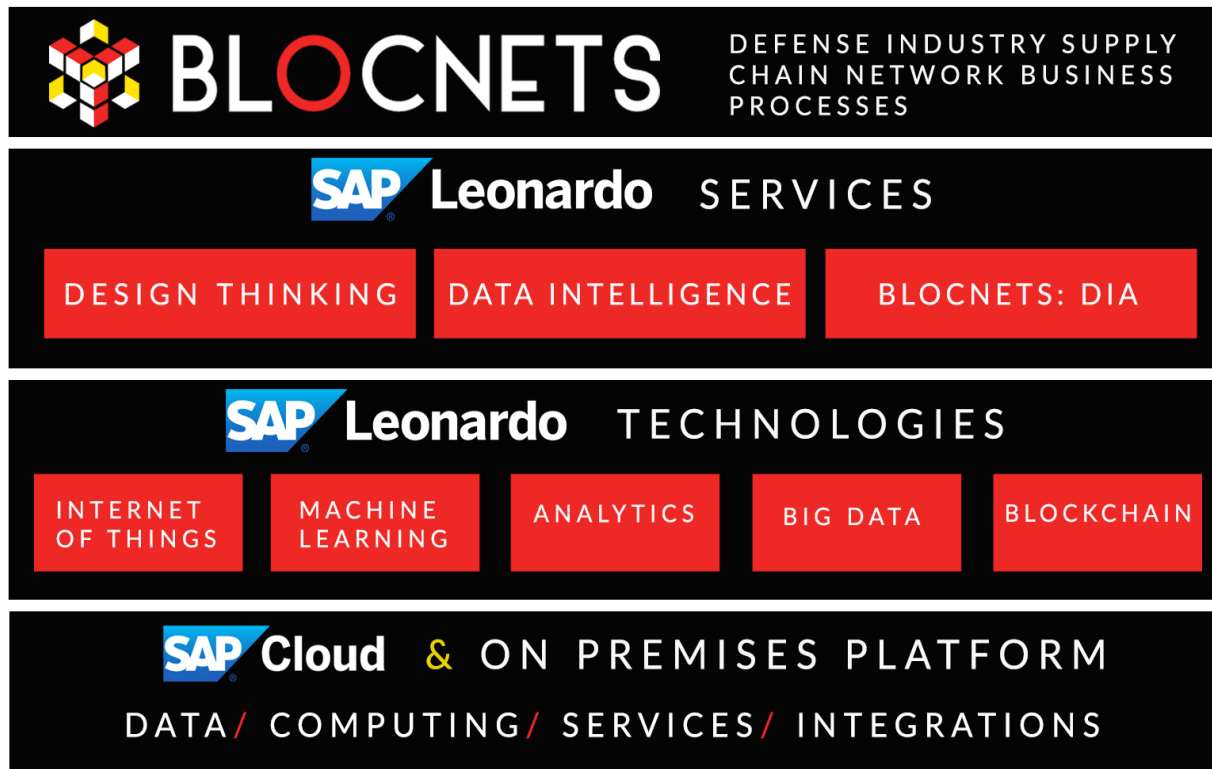 BLOCNETS
DEFENSE INDUSTRY SUPPLY
CHAIN NETWORK BUSINESS
PROCESSES
SAP® Leonardo SERVICES
DESIGN THINKING
DATA INTELLIGENCE
BLOCNETS: DIA
SAP® Leonardo TECHNOLOGIES
INTERNET
OF THINGS
MACHINE
LEARNING
ANALYTICS
BIG DATA
BLOCKCHAIN
SAP® Cloud & ON PREMISES PLATFORM
DATA/ COMPUTING/ SERVICES/ INTEGRATIONS